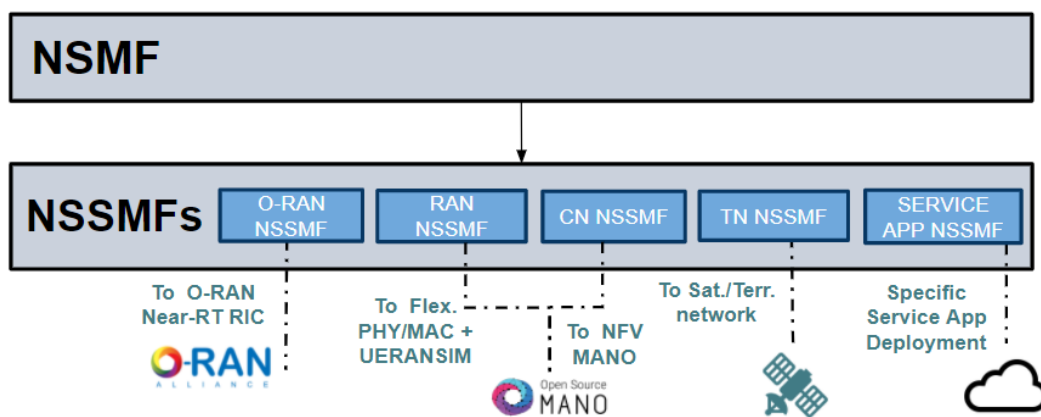 NSMF
NSSMFs
O-RAN
NSSMF
RAN
NSSMF
CN NSSMF
TN NSSMF
SERVICE
APP NSSMF
To O-RAN
Near-RT RIC
To Flex.
PHY/MAC +
UERANSIM
To NFV
MANO
To Sat./Terr.
network
Specific
Service App
Deployment
O-RAN
ALLIANCE
Open Source
MANO